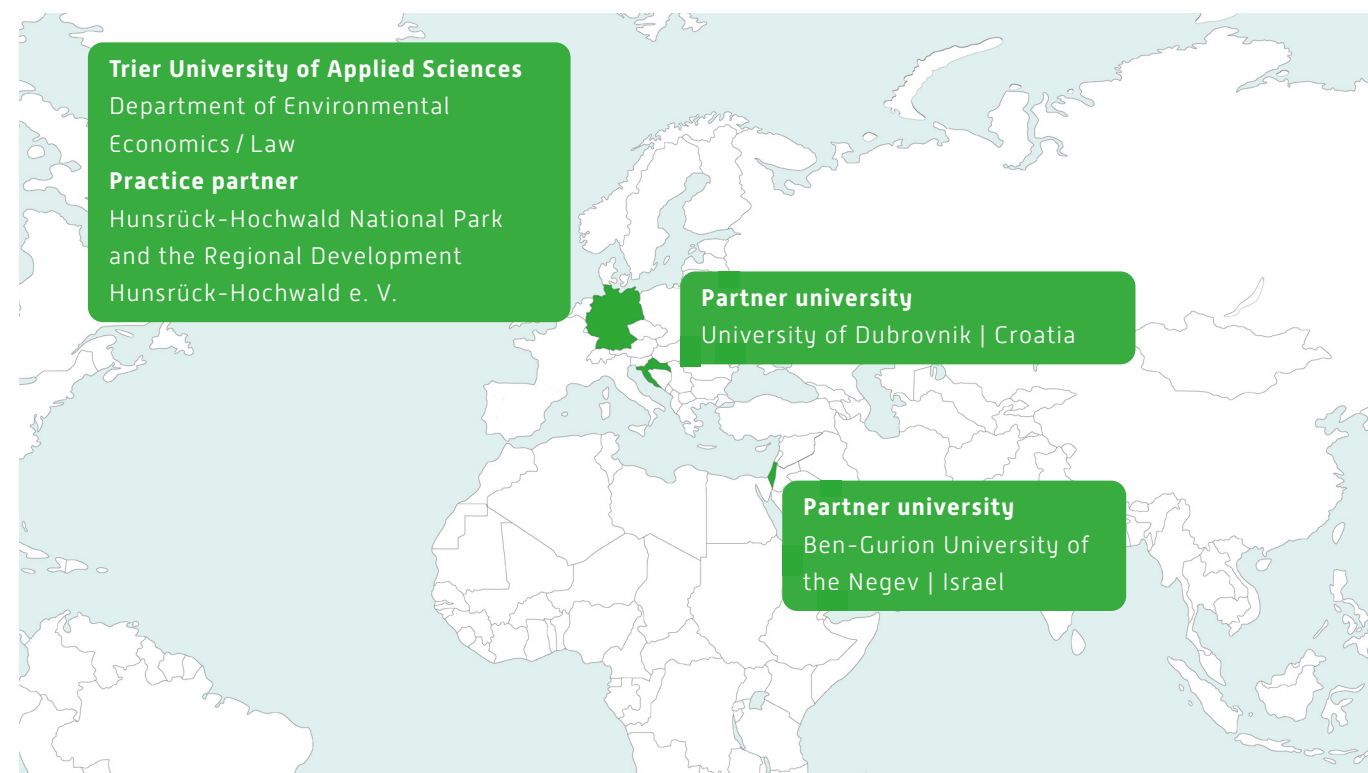 Trier University of Applied Sciences
Department of Environmental
Economics / Law
Practice partner
Hunsrück-Hochwald National Park
and the Regional Development
Hunsrück-Hochwald e. V.
Partner university
University of Dubrovnik | Croatia
Partner university
Ben-Gurion University of
the Negev | Israel